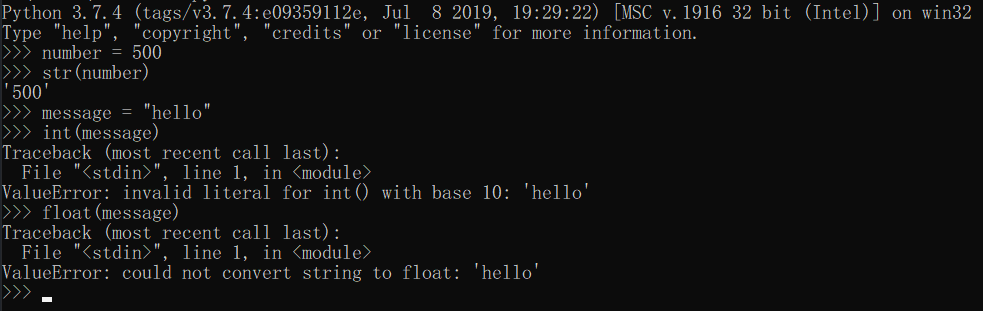 Python 3.7.4 (tags/v3.7.4:e09359112e, Jul  8 2019, 19:29:22) [MSC v.1916 32 bit (Intel)] on win32
Type "help", "copyright", "credits" or "license" for more information.
>>> number = 500
>>> str(number)
'500'
>>> message = "hello"
>>> int(message)
Traceback (most recent call last):
  File "<stdin>", line 1, in <module>
ValueError: invalid literal for int() with base 10: 'hello'
>>> float(message)
Traceback (most recent call last):
  File "<stdin>", line 1, in <module>
ValueError: could not convert string to float: 'hello'
>>>